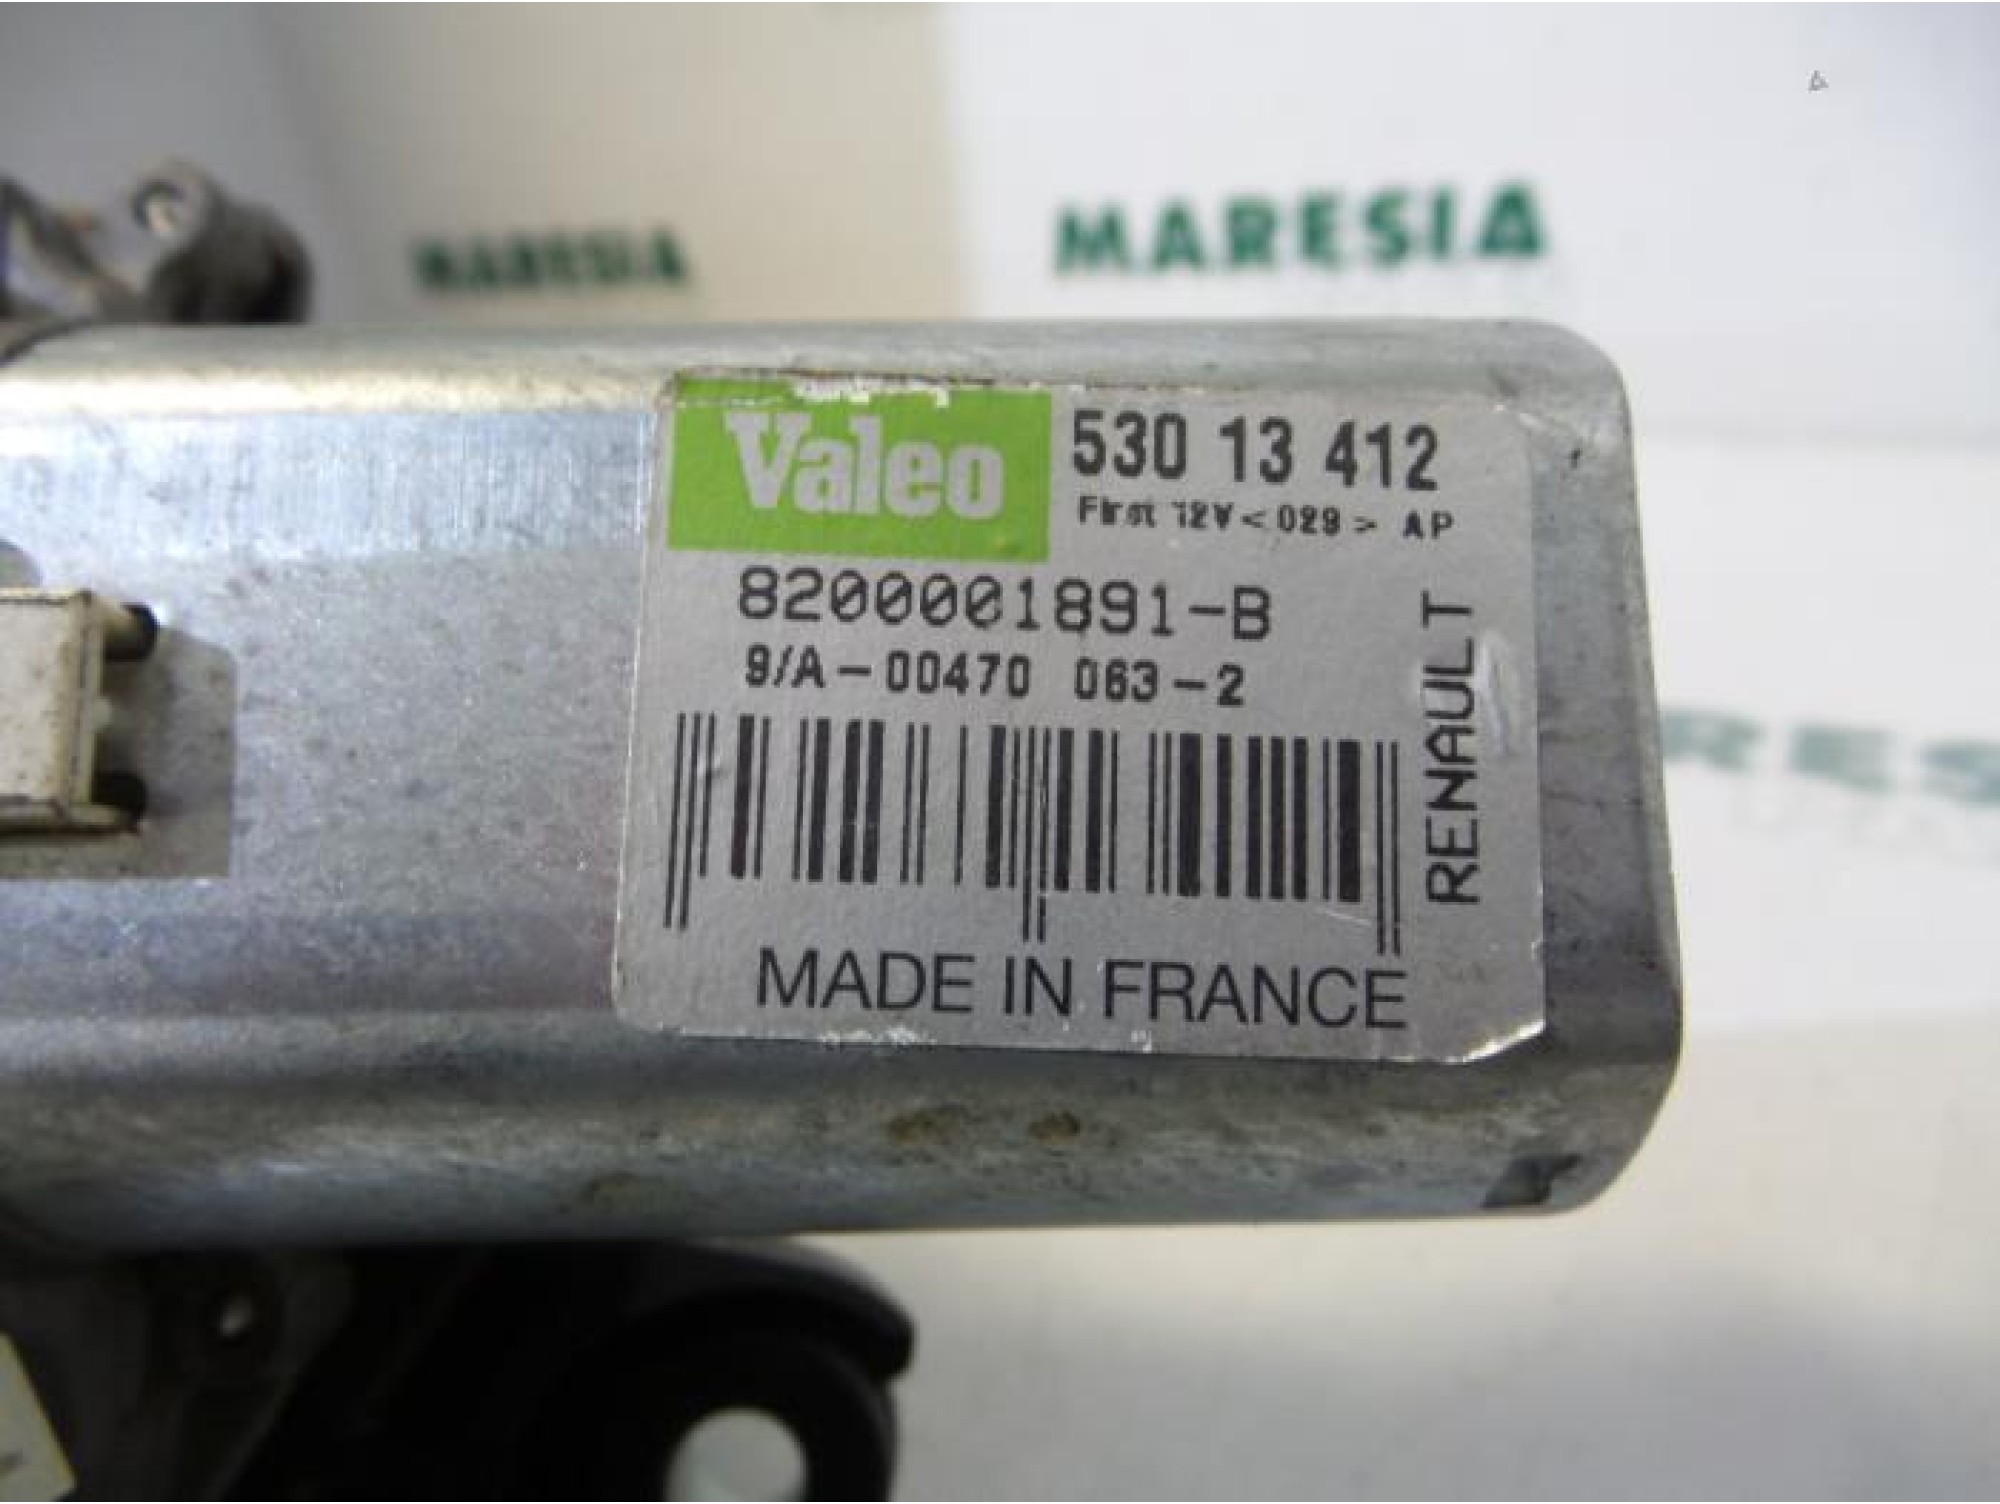 MARESIA
MARESIA
Valeo
530 13 412
First 12V <029> AP
8200001891-B
9/A-00470 063-2
RENAULT
RES
MADE IN FRANCE